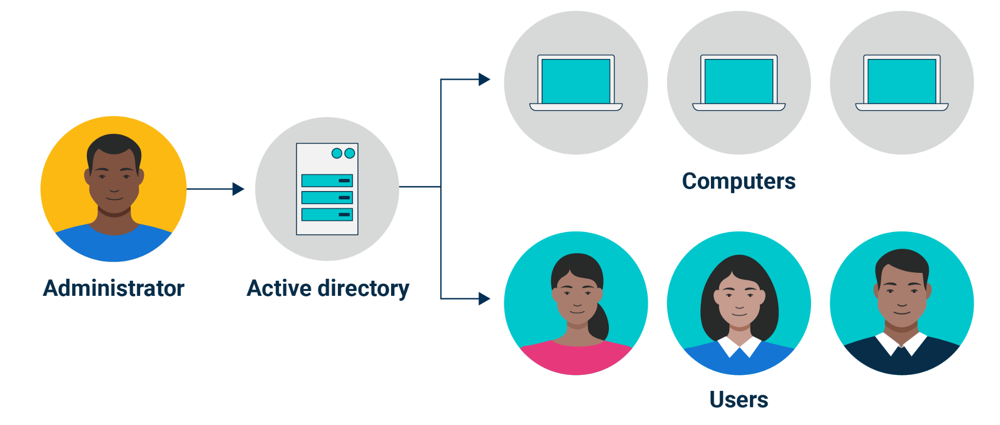 Administrator
Active directory
Computers
Users